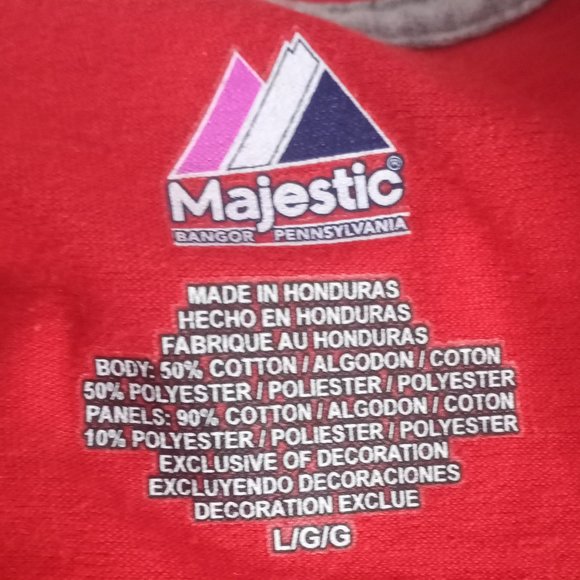 Majestic®
BANGOR PENNSYLVANIA
MADE IN HONDURAS
HECHO EN HONDURAS
FABRIQUE AU HONDURAS
BODY: 50% COTTON / ALGODON / COTON
50% POLYESTER / POLIESTER / POLYESTER
PANELS: 90% COTTON / ALGODON / COTON
10% POLYESTER / POLIESTER / POLYESTER
EXCLUSIVE OF DECORATION
EXCLUYENDO DECORACIONES
DECORATION EXCLUE
L/G/G